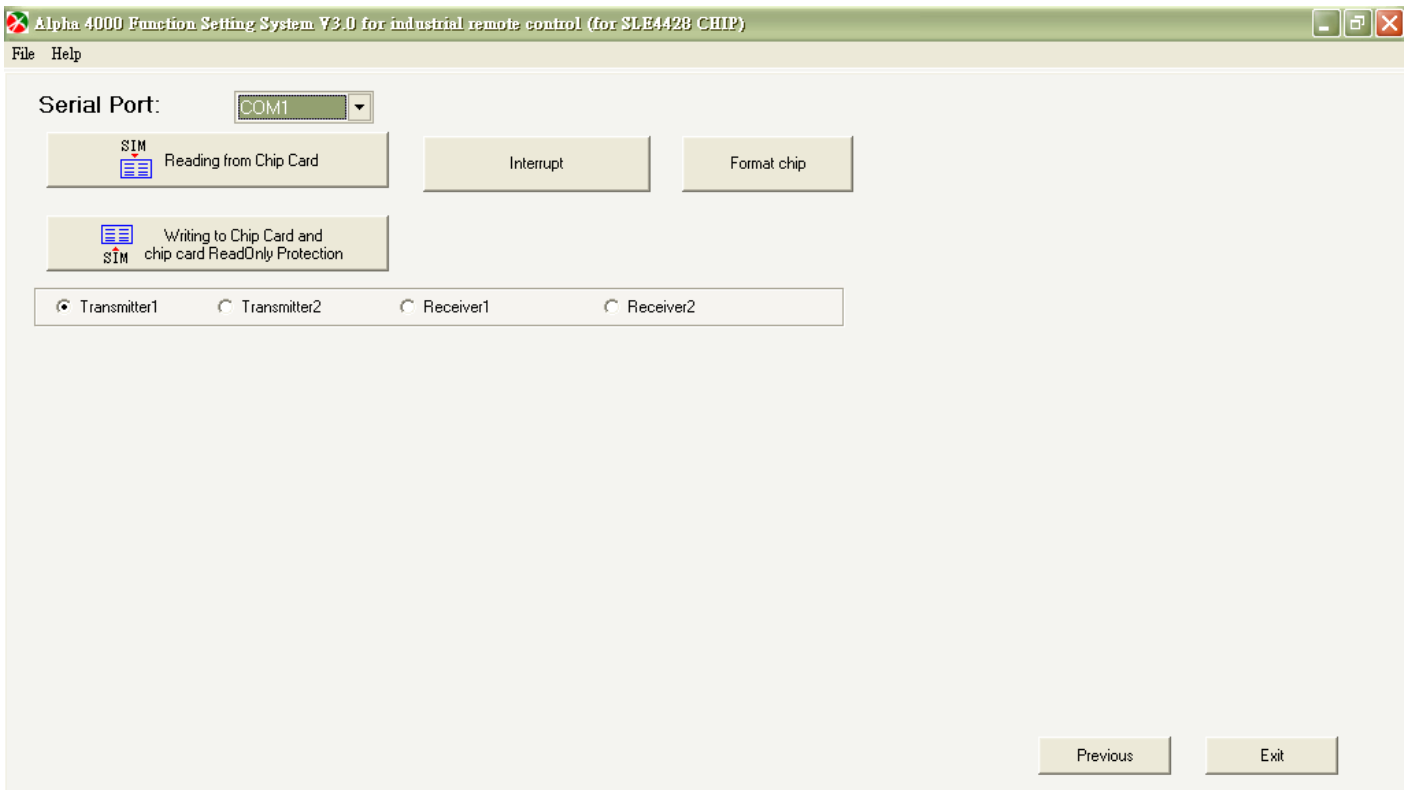 Alpha 4000 Function Setting System V3.0 for industrial remote control (for SLE4428 CHIP)
File Help
Serial Port: COM1
SIM
Reading from Chip Card
Interrupt
Format chip
Writing to Chip Card and
SIM chip card ReadOnly Protection
Transmitter1 Transmitter2 Receiver1 Receiver2
Previous Exit